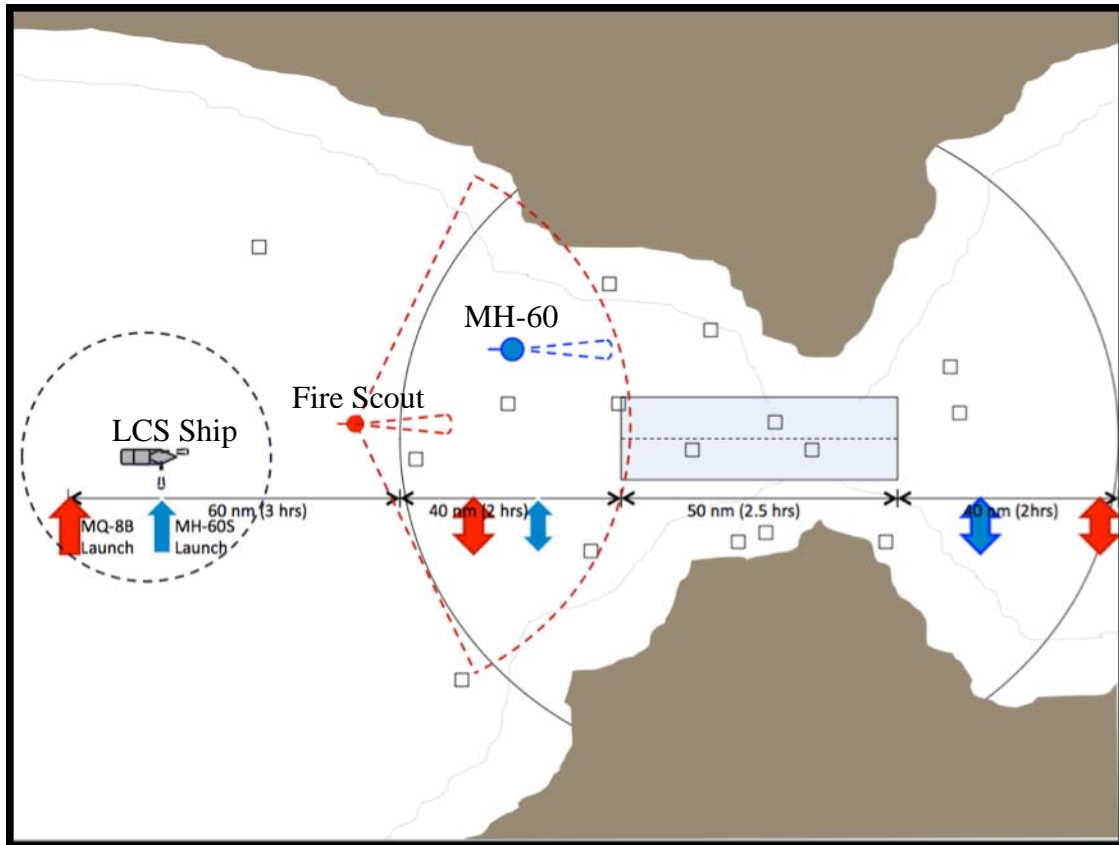 MH-60
Fire Scout
LCS Ship
60 nm (3 hrs)
40 nm (2 hrs)
50 nm (2.5 hrs)
40 nm (2hrs)
MQ-8B
Launch
MH-60S
Launch